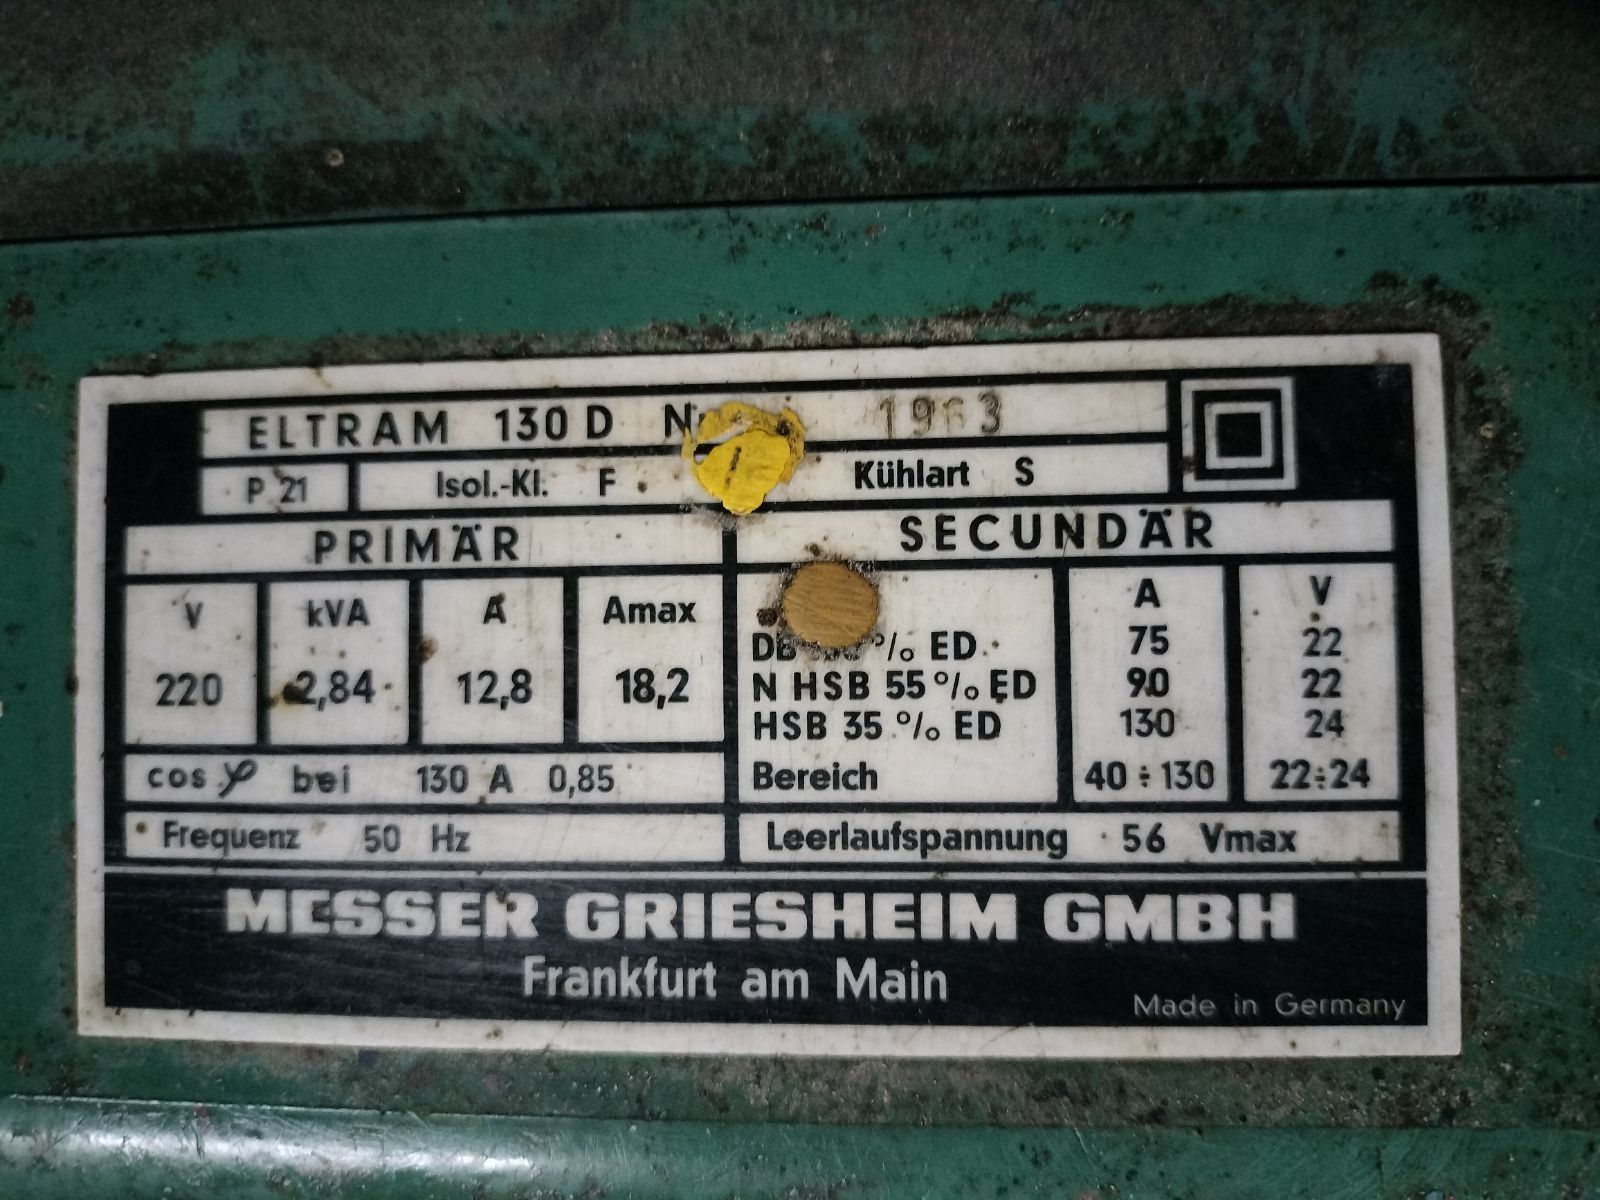 ELTRAM 130 D Nr. 1963
P 21 Isol.-Kl. F Kühlart S
PRIMÄR SECUNDÄR
V kVA A Amax A V
DB % ED 75 22
220 2,84 12,8 18,2 N HSB 55 % ED 90 22
HSB 35 % ED 130 24
cos φ bei 130 A 0,85 Bereich 40 ÷ 130 22÷24
Frequenz 50 Hz Leerlaufspannung 56 Vmax
MESSER GRIESHEIM GMBH
Frankfurt am Main
Made in Germany